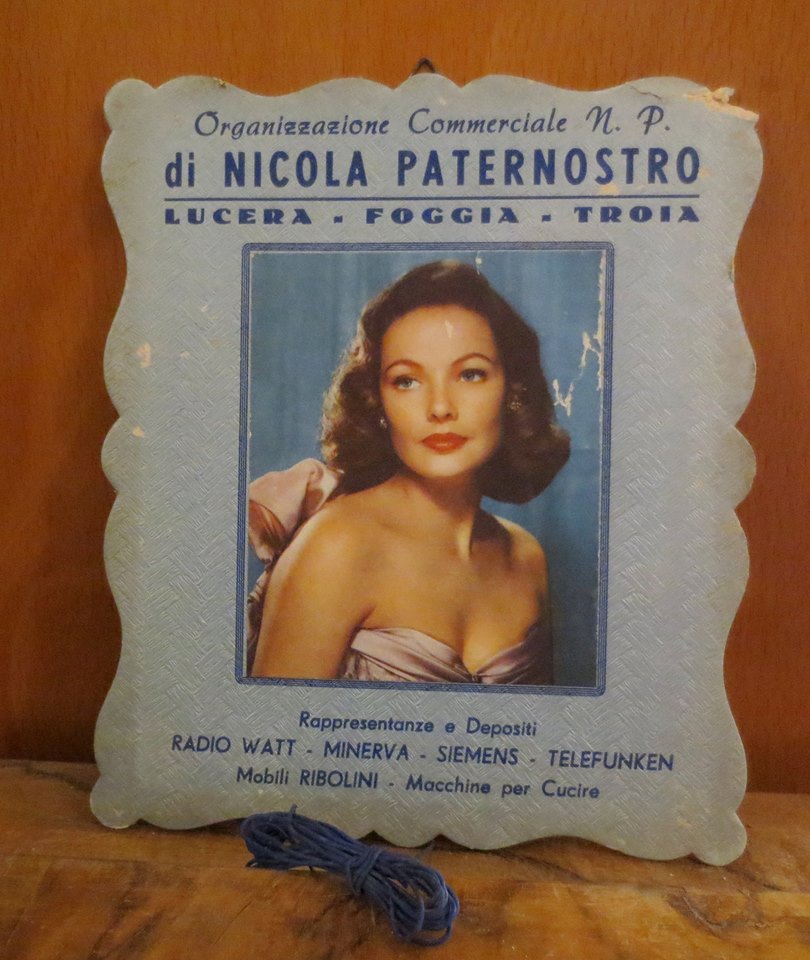 Organizzazione Commerciale N. P.
di NICOLA PATERNOSTRO
LUCERA - FOGGIA - TROIA
Rappresentanze e Depositi
RADIO WATT - MINERVA - SIEMENS - TELEFUNKEN
Mobili RIBOLINI - Macchine per Cucire